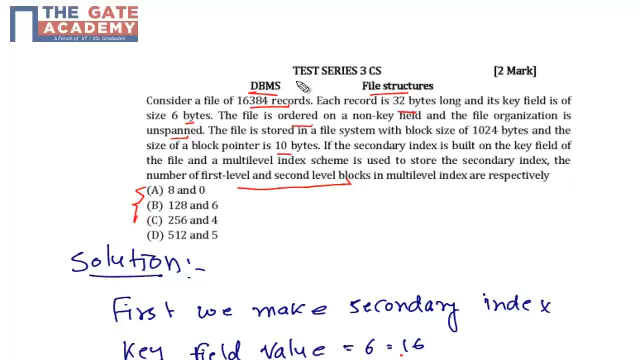 THE GATE
ACADEMY
A Forum of IIT / IISc Graduates
TEST SERIES 3 CS [2 Mark]
DBMS File structures
Consider a file of 16384 records. Each record is 32 bytes long and its key field is of
size 6 bytes. The file is ordered on a non-key field and the file organization is
unspanned. The file is stored in a file system with block size of 1024 bytes and the
size of a block pointer is 10 bytes. If the secondary index is built on the key field
of the file and a multilevel index scheme is used to store the secondary index, the
number of first-level and second level blocks in multilevel index are respectively
(A) 8 and 0
(B) 128 and 6
(C) 256 and 4
(D) 512 and 5
Solution:-
First we make secondary index
Key field value = 6 = 16